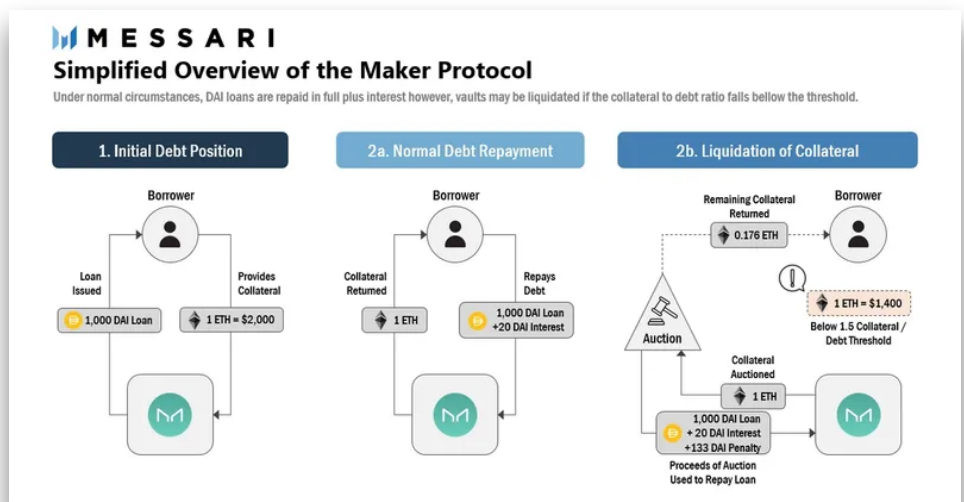 MESSARI
Simplified Overview of the Maker Protocol
Under normal circumstances, DAI loans are repaid in full plus interest however, vaults may be liquidated if the collateral to debt ratio falls bellow the threshold.
1. Initial Debt Position
Borrower
Loan
Issued
1,000 DAI Loan
Provides
Collateral
1 ETH = $2,000
2a. Normal Debt Repayment
Borrower
Collateral
Returned
1 ETH
Repays
Debt
1,000 DAI Loan
+20 DAI Interest
2b. Liquidation of Collateral
Remaining Collateral
Returned
0.176 ETH
Borrower
1 ETH = $1,400
Below 1.5 Collateral /
Debt Threshold
Auction
Collateral
Auctioned
1 ETH
1,000 DAI Loan
+ 20 DAI Interest
+133 DAI Penalty
Proceeds of Auction
Used to Repay Loan